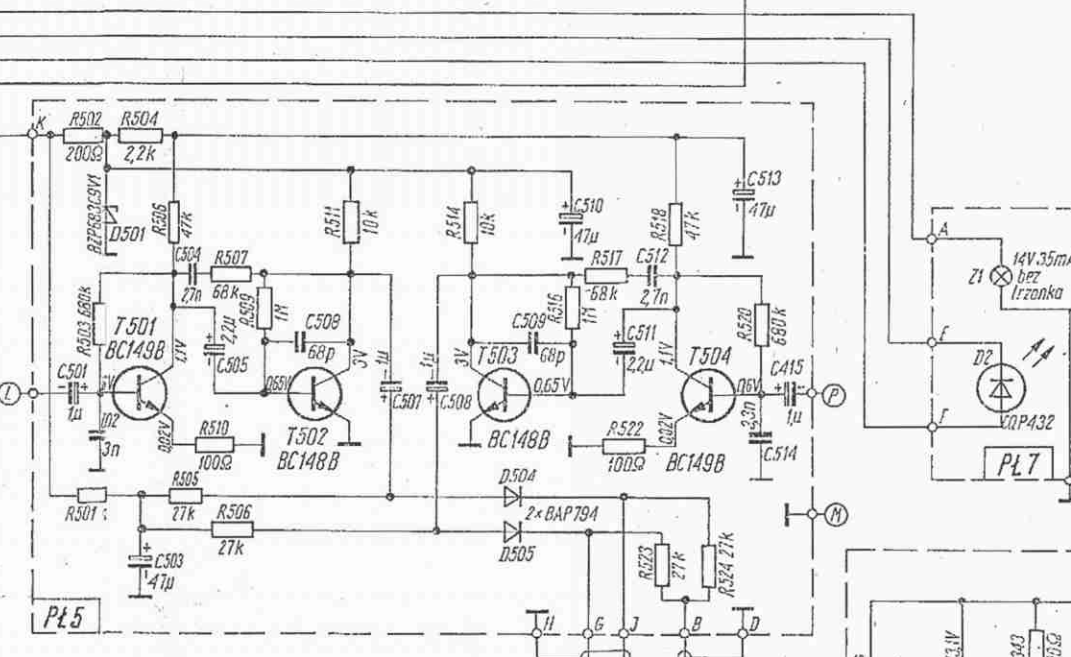 K
R502
200Ω
R504
2,2k
BZP683C9V1
D501
R506
47k
R511
10k
R514
10k
C510
47µ
R518
47k
C513
47µ
C504
2,7n
R507
68k
R509
1M
C508
68p
R503 680k
T501
BC149B
1,1V
2,2µ
C505
1µ
C507
1µ
C508
R517
68k
C512
2,7n
R516
1M
C509
68p
C511
2,2µ
R520
680k
3V
3V
T503
0,65V
1,1V
T504
0,6V
C415
1µ
P
L
C501
1µ
3n
0,02V
R510
100Ω
0,65V
T502
BC148B
BC148B
R522
100Ω
0,02V
BC149B
2,3n
C514
R501
R505
27k
R506
27k
C503
47µ
D504
2×BAP794
D505
R523
27k
R524 27k
M
PŁ5
H
G
J
B
D
A
Z1
14V 35mA
bez
E
D2
CQP432
F
PŁ7